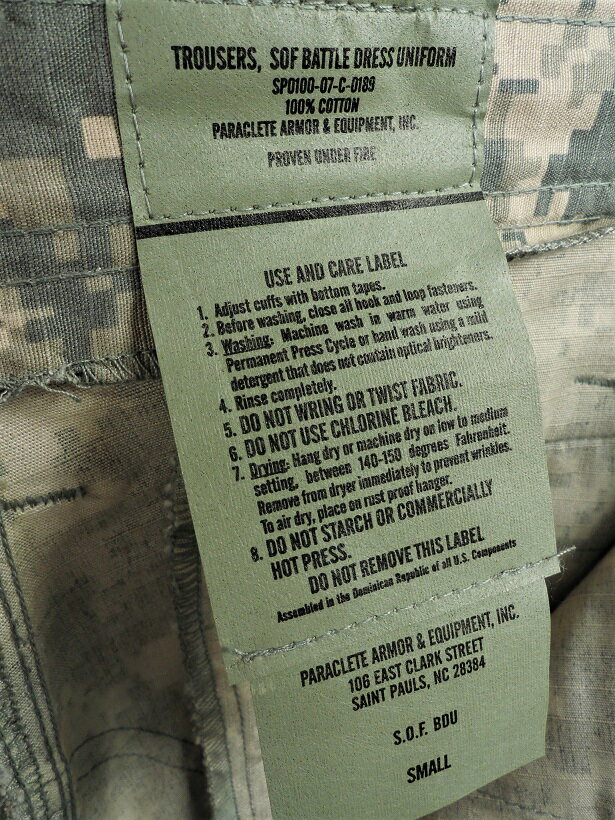 TROUSERS, SOF BATTLE DRESS UNIFORM
SPO100-07-C-0189
100% COTTON
PARACLETE ARMOR & EQUIPMENT, INC.
PROVEN UNDER FIRE
USE AND CARE LABEL
1. Adjust cuffs with bottom tapes.
2. Before washing, close all hook and loop fasteners.
3. Washing: Machine wash in warm water using
Permanent Press Cycle or hand wash using a mild
detergent that does not contain optical brighteners.
4. Rinse completely.
5. DO NOT WRING OR TWIST FABRIC.
6. DO NOT USE CHLORINE BLEACH.
7. Drying: Hang dry or machine dry on low to medium
setting, between 140-150 degrees Fahrenheit.
Remove from dryer immediately to prevent wrinkles.
To air dry, place on rust proof hanger.
8. DO NOT STARCH OR COMMERCIALLY
HOT PRESS.
DO NOT REMOVE THIS LABEL
Assembled in the Dominican Republic of all U.S. Components
PARACLETE ARMOR & EQUIPMENT, INC.
106 EAST CLARK STREET
SAINT PAULS, NC 28384
S.O.F. BDU
SMALL